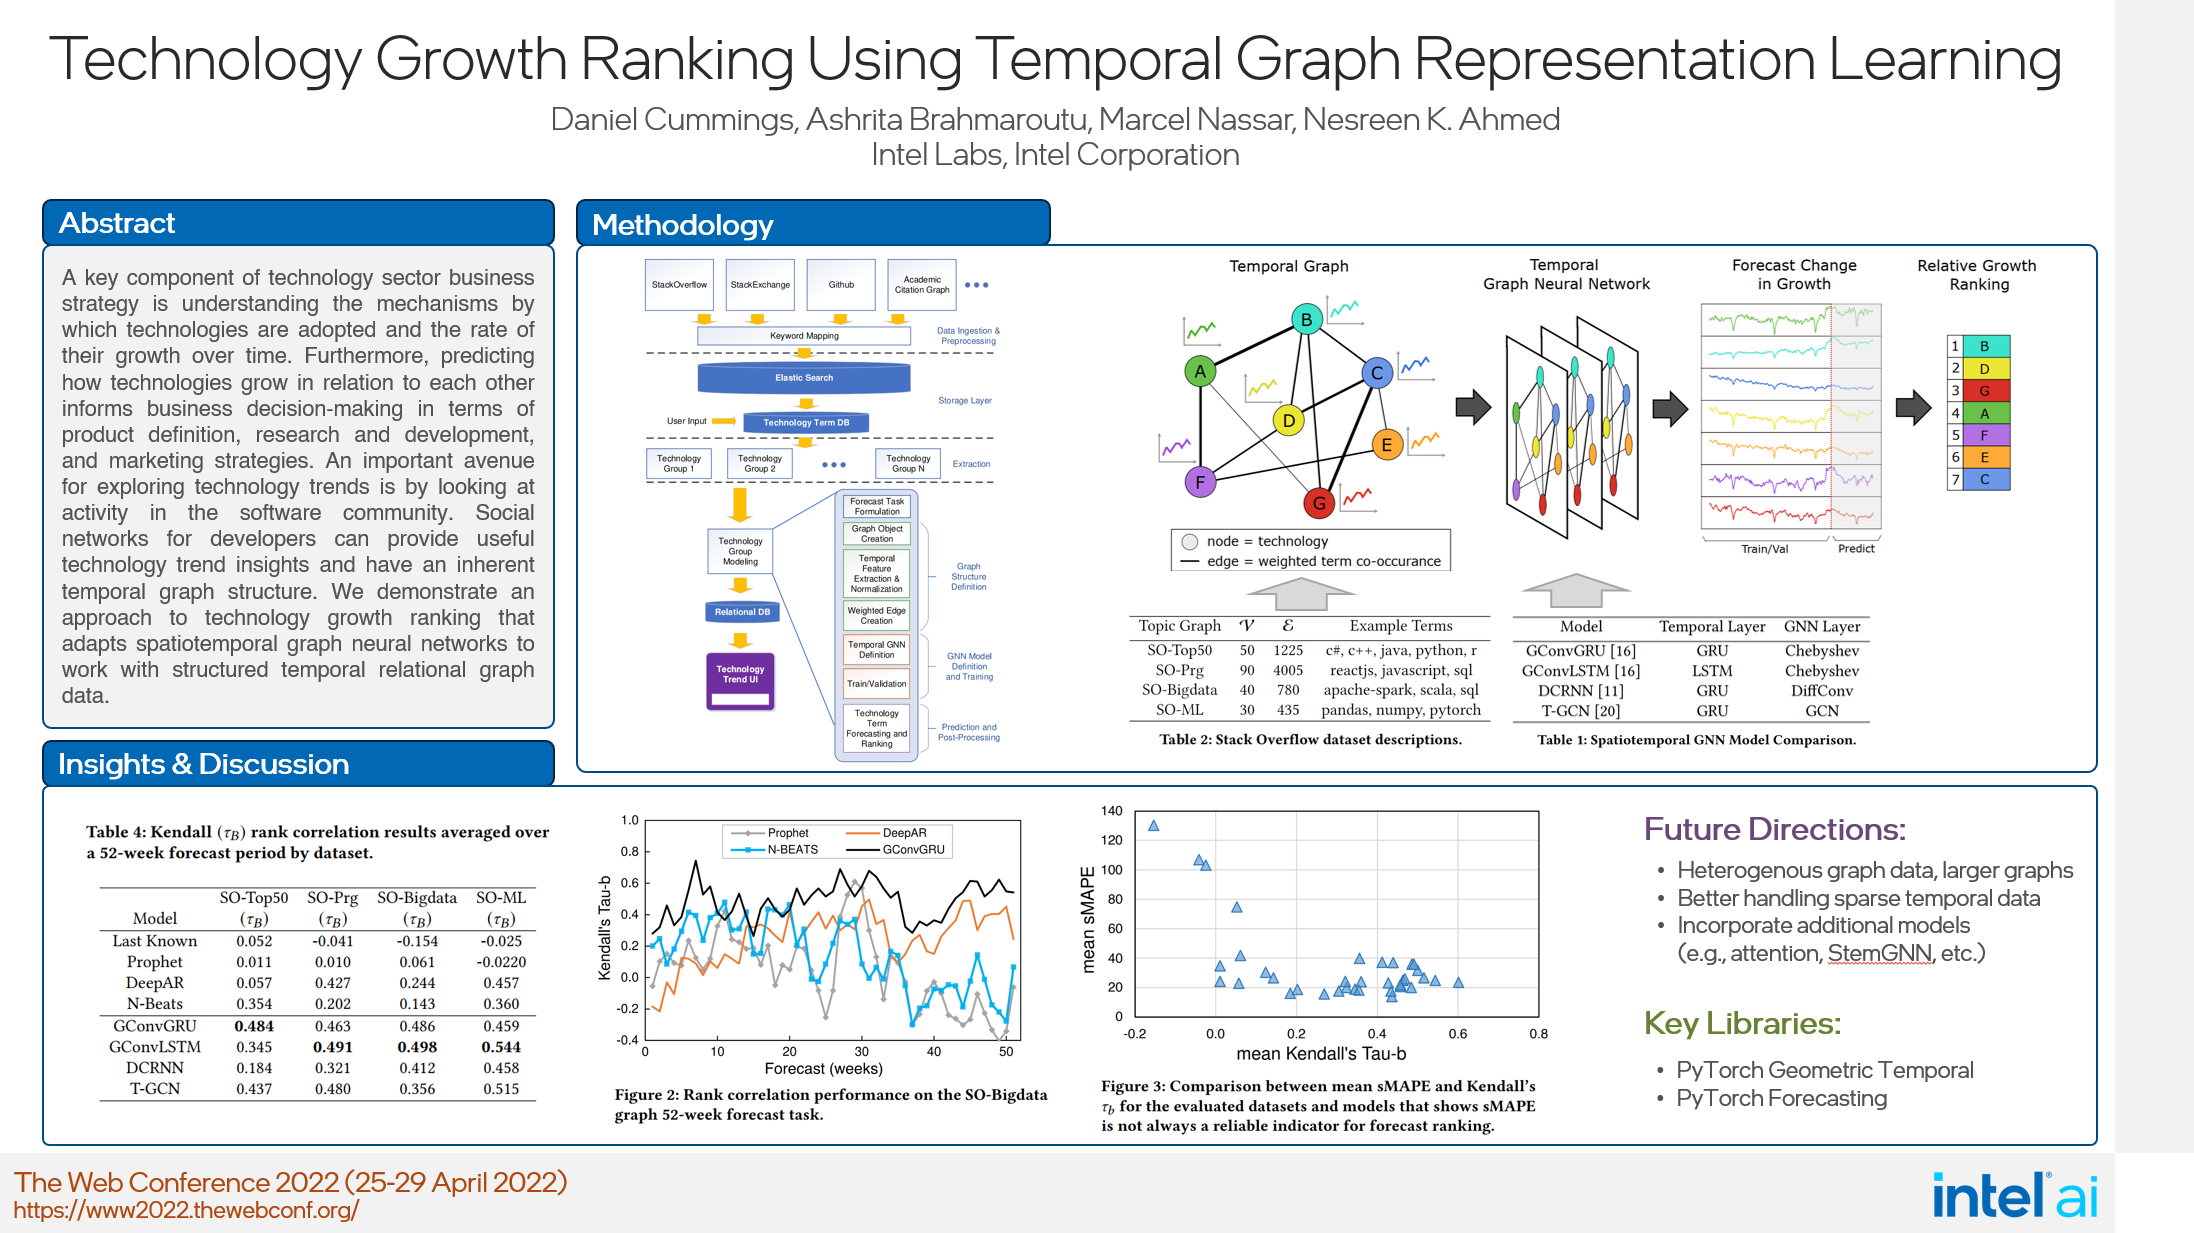 Technology Growth Ranking Using Temporal Graph Representation Learning
Daniel Cummings, Ashrita Brahmaroutu, Marcel Nassar, Nesreen K. Ahmed
Intel Labs, Intel Corporation
Abstract
A key component of technology sector business
strategy is understanding the mechanisms by
which technologies are adopted and the rate of
their growth over time. Furthermore, predicting
how technologies grow in relation to each other
informs business decision-making in terms of
product definition, research and development,
and marketing strategies. An important avenue
for exploring technology trends is by looking at
activity in the software community. Social
networks for developers can provide useful
technology trend insights and have an inherent
temporal graph structure. We demonstrate an
approach to technology growth ranking that
adapts spatiotemporal graph neural networks to
work with structured temporal relational graph
data.
Methodology
StackOverflow
StackExchange
Github
Academic
Citation Graph
Keyword Mapping
Data Ingestion &
Preprocessing
Elastic Search
Storage Layer
User Input
Technology Term DB
Technology
Group 1
Technology
Group 2
Technology
Group N
Extraction
Technology
Group
Modeling
Relational DB
Technology
Trend UI
Forecast Task
Formulation
Graph Object
Creation
Temporal
Feature
Extraction &
Normalization
Weighted Edge
Creation
Graph
Structure
Definition
Temporal GNN
Definition
Train/Validation
GNN Model
Definition
and Training
Technology
Term
Forecasting and
Ranking
Prediction and
Post-Processing
Temporal Graph
A
B
C
D
E
F
G
node = technology
edge = weighted term co-occurance
Temporal
Graph Neural Network
Forecast Change
in Growth
Train/Val
Predict
Relative Growth
Ranking
1 B
2 D
3 G
4 A
5 F
6 E
7 C
Topic Graph 𝒱 ℰ Example Terms
SO-Top50 50 1225 c#, c++, java, python, r
SO-Prg 90 4005 reactjs, javascript, sql
SO-Bigdata 40 780 apache-spark, scala, sql
SO-ML 30 435 pandas, numpy, pytorch
Table 2: Stack Overflow dataset descriptions.
Model Temporal Layer GNN Layer
GConvGRU [16] GRU Chebyshev
GConvLSTM [16] LSTM Chebyshev
DCRNN [11] GRU DiffConv
T-GCN [20] GRU GCN
Table 1: Spatiotemporal GNN Model Comparison.
Insights & Discussion
Table 4: Kendall (τB) rank correlation results averaged over
a 52-week forecast period by dataset.
SO-Top50 SO-Prg SO-Bigdata SO-ML
Model (τB) (τB) (τB) (τB)
Last Known 0.052 -0.041 -0.154 -0.025
Prophet 0.011 0.010 0.061 -0.0220
DeepAR 0.057 0.427 0.244 0.457
N-Beats 0.354 0.202 0.143 0.360
GConvGRU 0.484 0.463 0.486 0.459
GConvLSTM 0.345 0.491 0.498 0.544
DCRNN 0.184 0.321 0.412 0.458
T-GCN 0.437 0.480 0.356 0.515
Kendall's Tau-b
1.0
0.8
0.6
0.4
0.2
0.0
-0.2
-0.4
Prophet
DeepAR
N-BEATS
GConvGRU
0 10 20 30 40 50
Forecast (weeks)
Figure 2: Rank correlation performance on the SO-Bigdata
graph 52-week forecast task.
mean sMAPE
140
120
100
80
60
40
20
0
-0.2 0.0 0.2 0.4 0.6 0.8
mean Kendall's Tau-b
Figure 3: Comparison between mean sMAPE and Kendall's
τb for the evaluated datasets and models that shows sMAPE
is not always a reliable indicator for forecast ranking.
Future Directions:
• Heterogenous graph data, larger graphs
• Better handling sparse temporal data
• Incorporate additional models
(e.g., attention, StemGNN, etc.)
Key Libraries:
• PyTorch Geometric Temporal
• PyTorch Forecasting
The Web Conference 2022 (25-29 April 2022)
https://www2022.thewebconf.org/
intel® ai